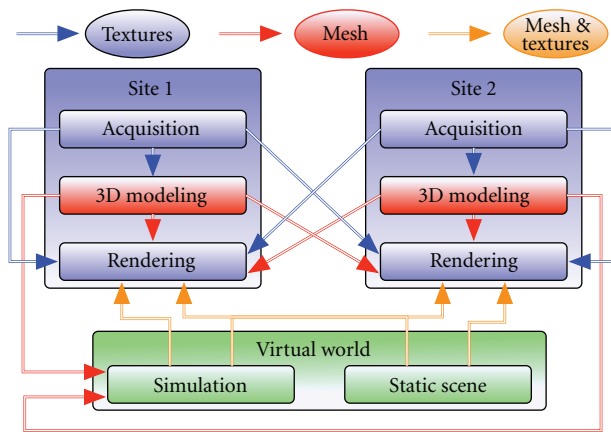 Textures
Mesh
Mesh &
textures
Site 1
Acquisition
3D modeling
Rendering
Site 2
Acquisition
3D modeling
Rendering
Virtual world
Simulation
Static scene